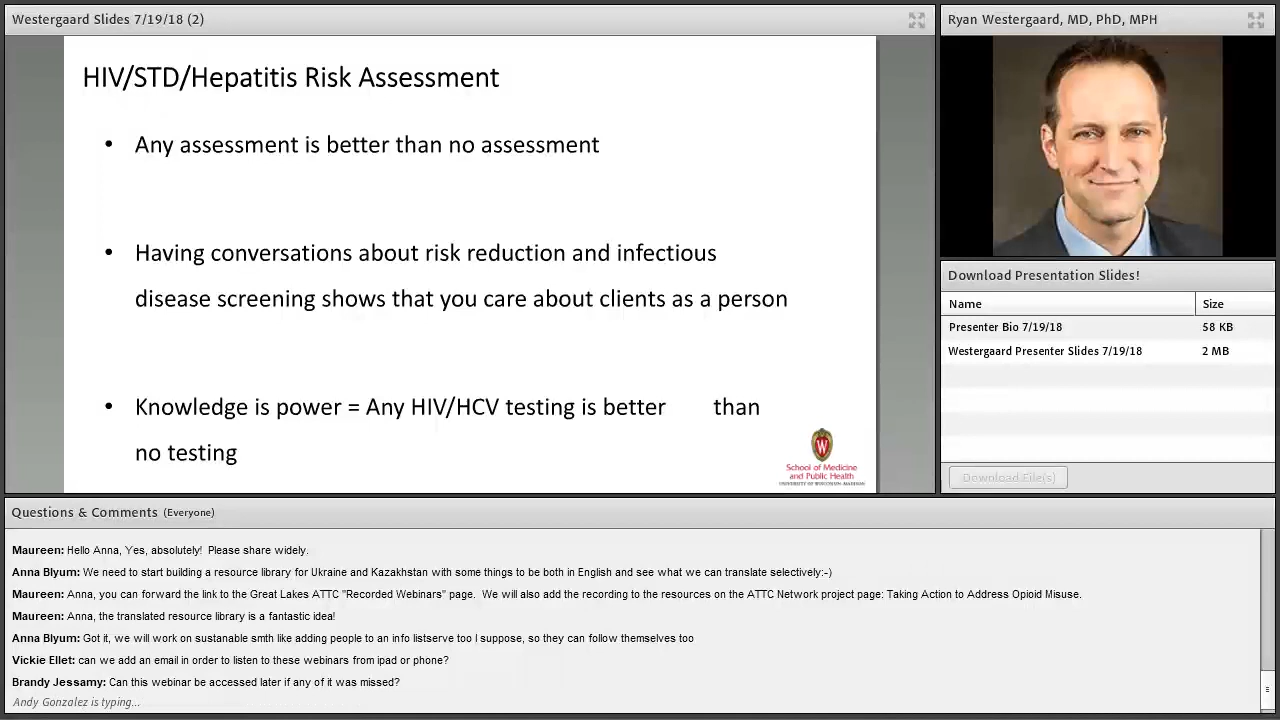 Westergaard Slides 7/19/18 (2)
HIV/STD/Hepatitis Risk Assessment
• Any assessment is better than no assessment
• Having conversations about risk reduction and infectious
disease screening shows that you care about clients as a person
• Knowledge is power = Any HIV/HCV testing is better than
no testing
W
School of Medicine
and Public Health
UNIVERSITY OF WISCONSIN-MADISON
Ryan Westergaard, MD, PhD, MPH
Download Presentation Slides!
Name Size
Presenter Bio 7/19/18 58 KB
Westergaard Presenter Slides 7/19/18 2 MB
Download File(s)
Questions & Comments (Everyone)
Maureen: Hello Anna, Yes, absolutely! Please share widely.
Anna Blyum: We need to start building a resource library for Ukraine and Kazakhstan with some things to be both in English and see what we can translate selectively:-)
Maureen: Anna, you can forward the link to the Great Lakes ATTC "Recorded Webinars" page. We will also add the recording to the resources on the ATTC Network project page: Taking Action to Address Opioid Misuse.
Maureen: Anna, the translated resource library is a fantastic idea!
Anna Blyum: Got it, we will work on sustanable smth like adding people to an info listserve too I suppose, so they can follow themselves too
Vickie Ellet: can we add an email in order to listen to these webinars from ipad or phone?
Brandy Jessamy: Can this webinar be accessed later if any of it was missed?
Andy Gonzalez is typing...